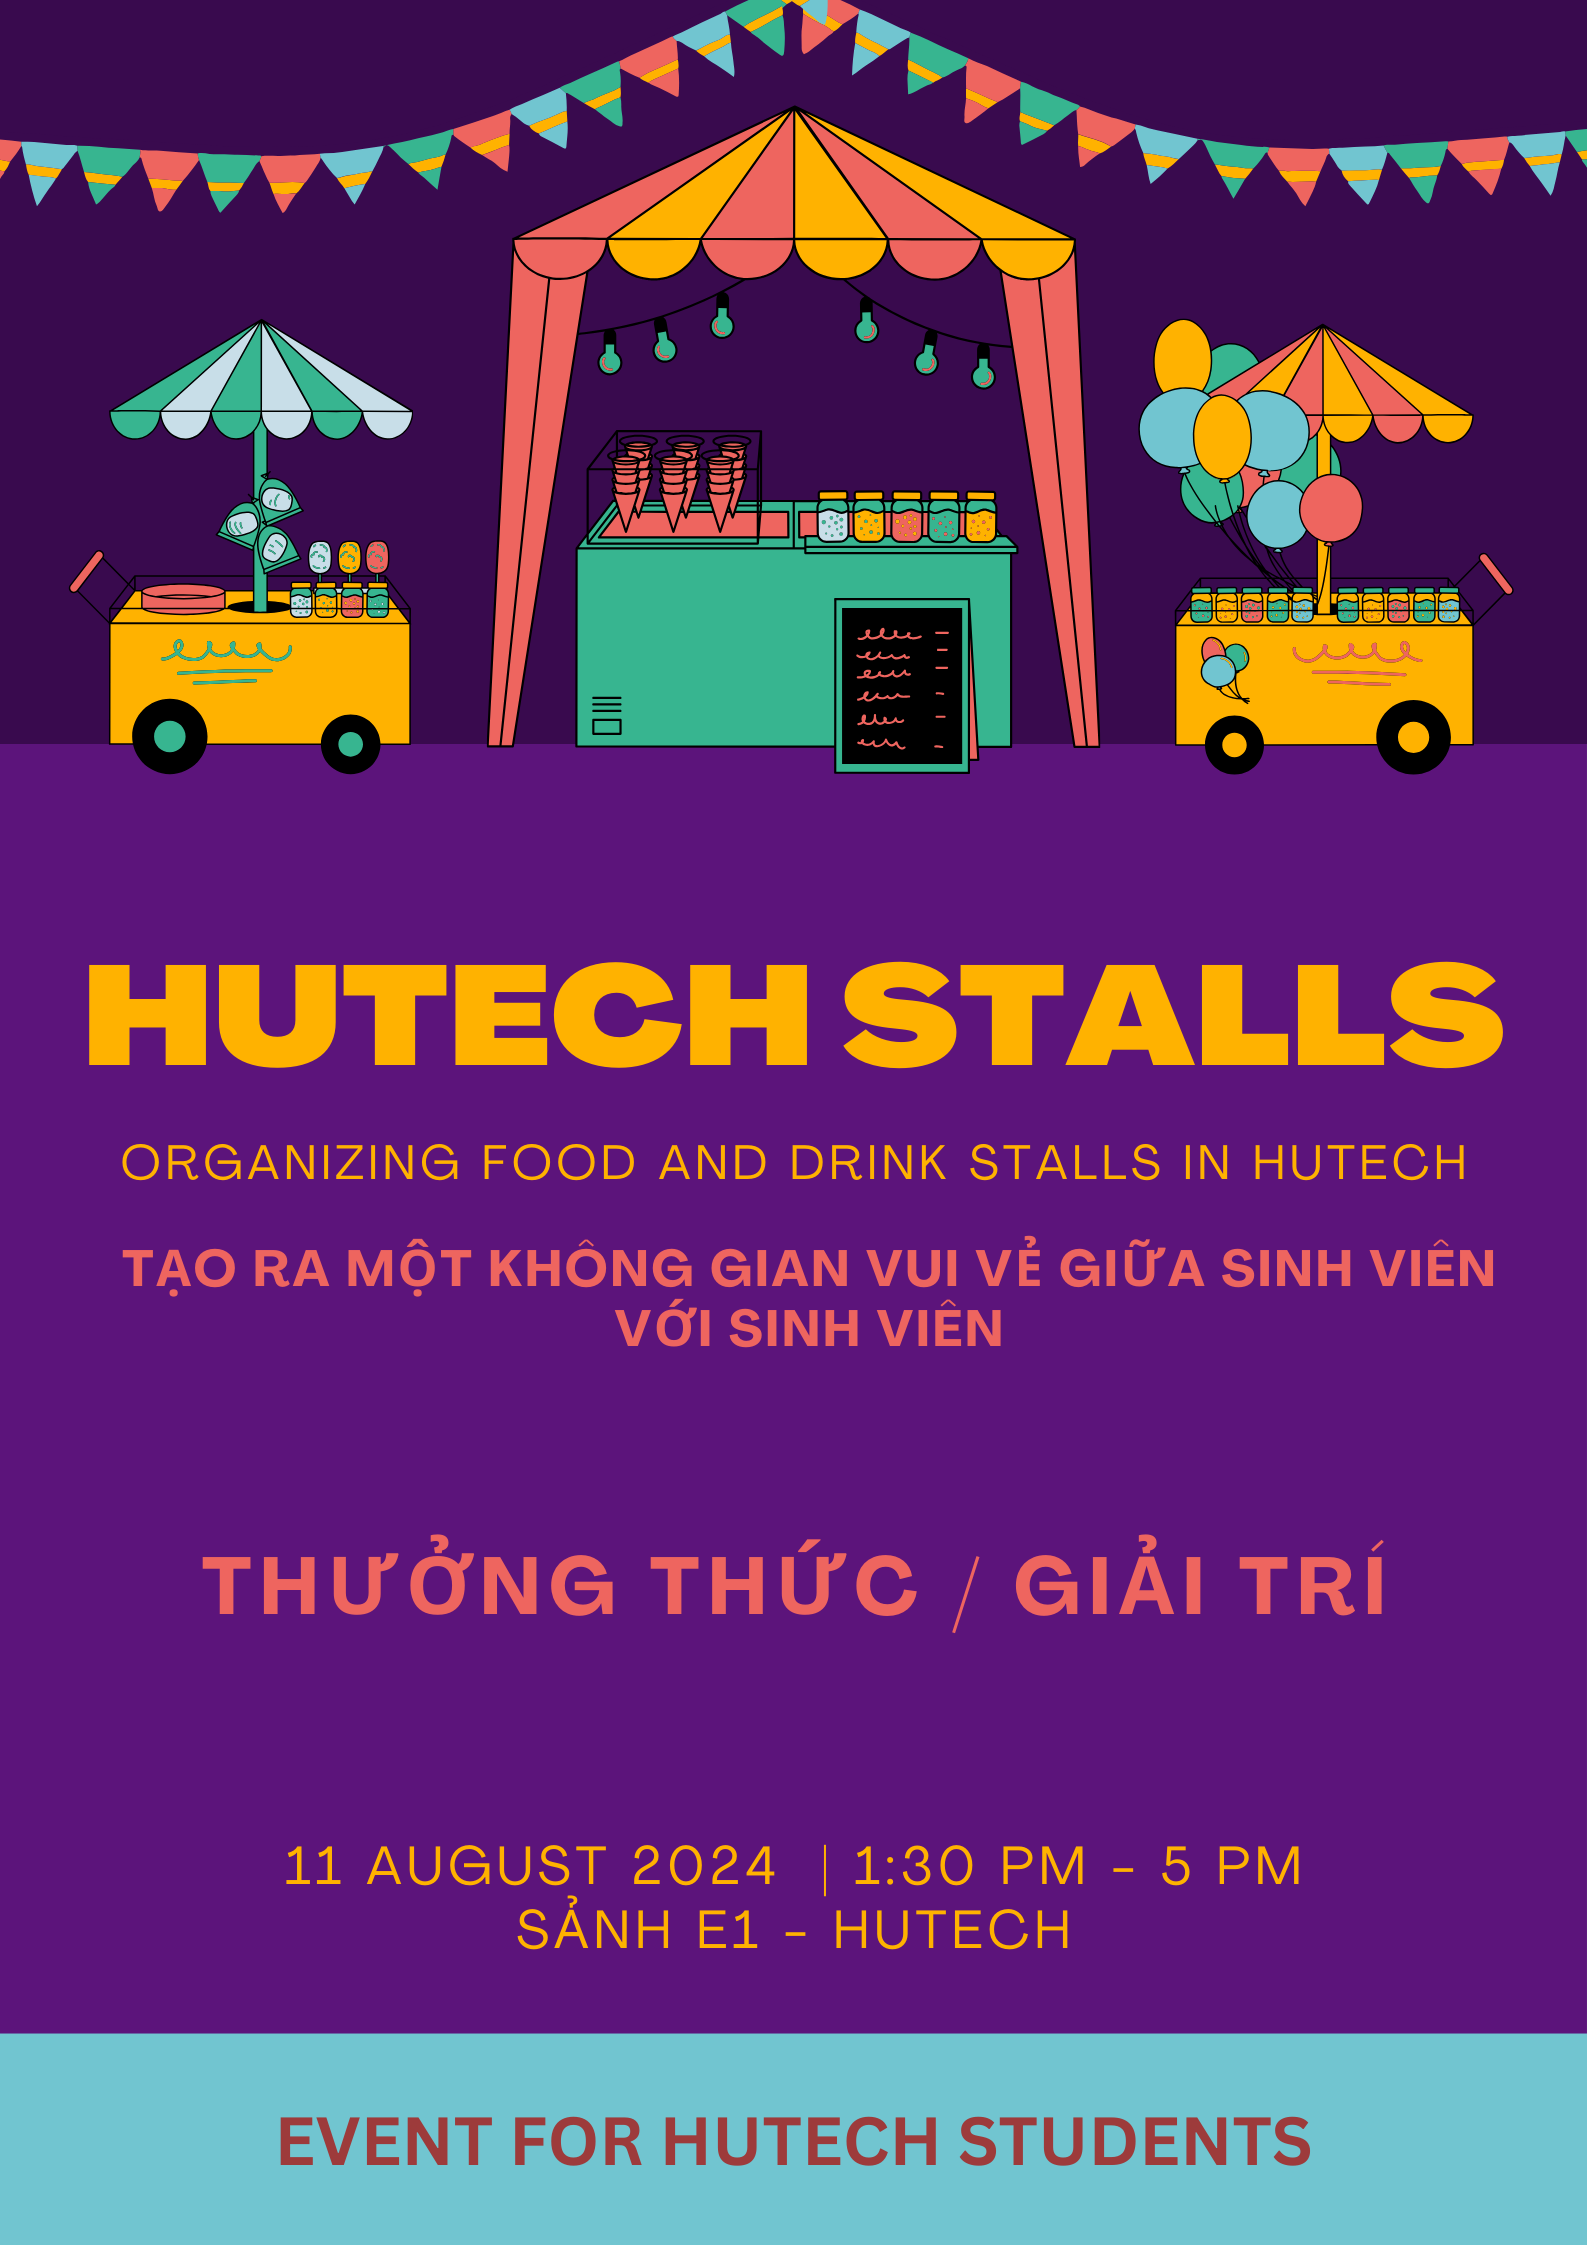 HUTECH STALLS
ORGANIZING FOOD AND DRINK STALLS IN HUTECH
TẠO RA MỘT KHÔNG GIAN VUI VẺ GIỮA SINH VIÊN
VỚI SINH VIÊN
THƯỞNG THỨC / GIẢI TRÍ
11 AUGUST 2024 | 1:30 PM - 5 PM
SẢNH E1 - HUTECH
EVENT FOR HUTECH STUDENTS